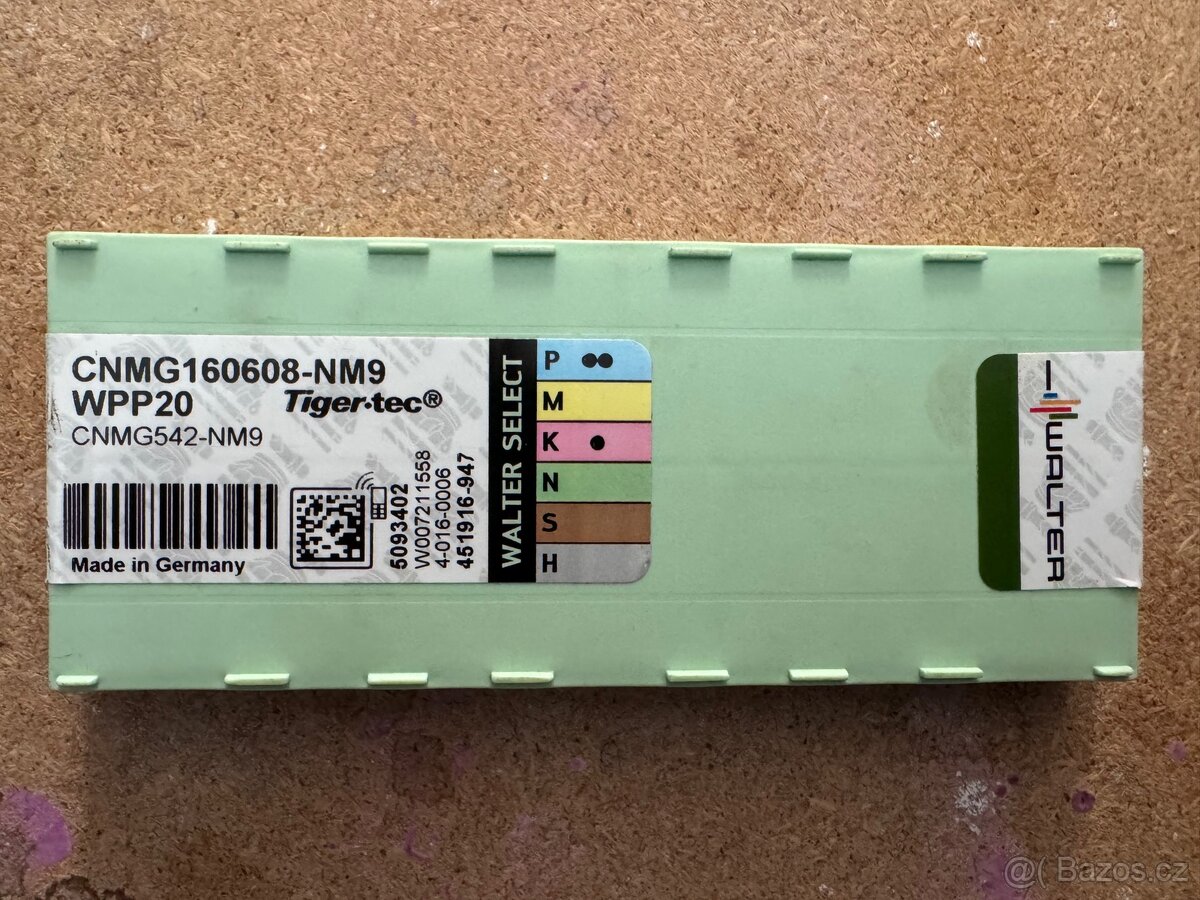 CNMG160608-NM9
WPP20 Tiger·tec®
CNMG542-NM9
Made in Germany
5093402
W007211558
4-016-0006
451916-947
WALTER SELECT
P ●●
M
K ●
N
S
H
WALTER
@( Bazos.cz